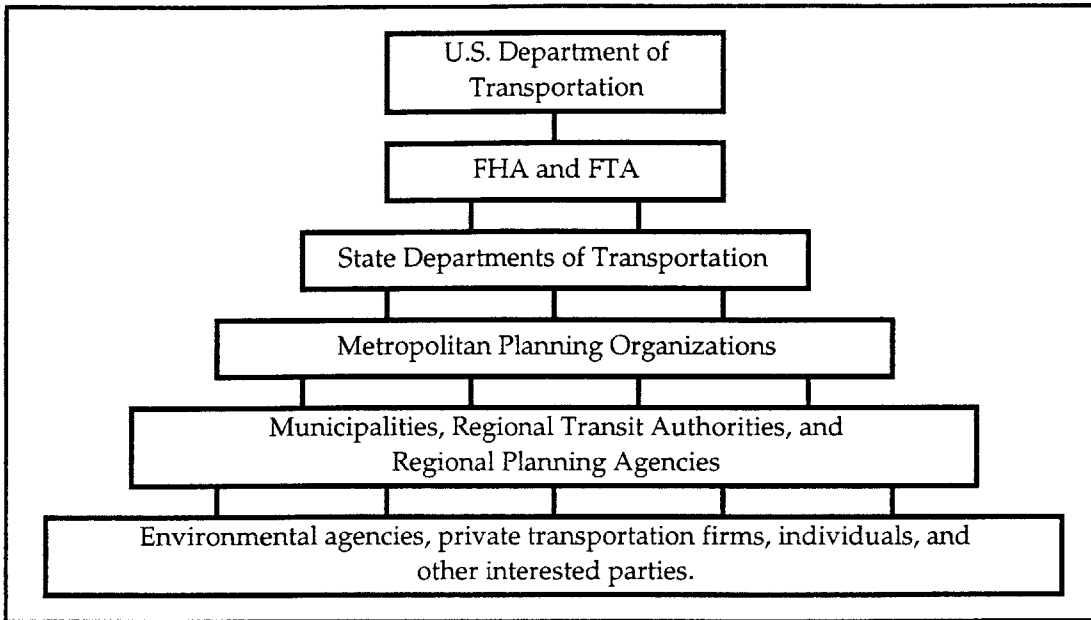 U.S. Department of
Transportation
FHA and FTA
State Departments of Transportation
Metropolitan Planning Organizations
Municipalities, Regional Transit Authorities, and
Regional Planning Agencies
Environmental agencies, private transportation firms, individuals, and
other interested parties.